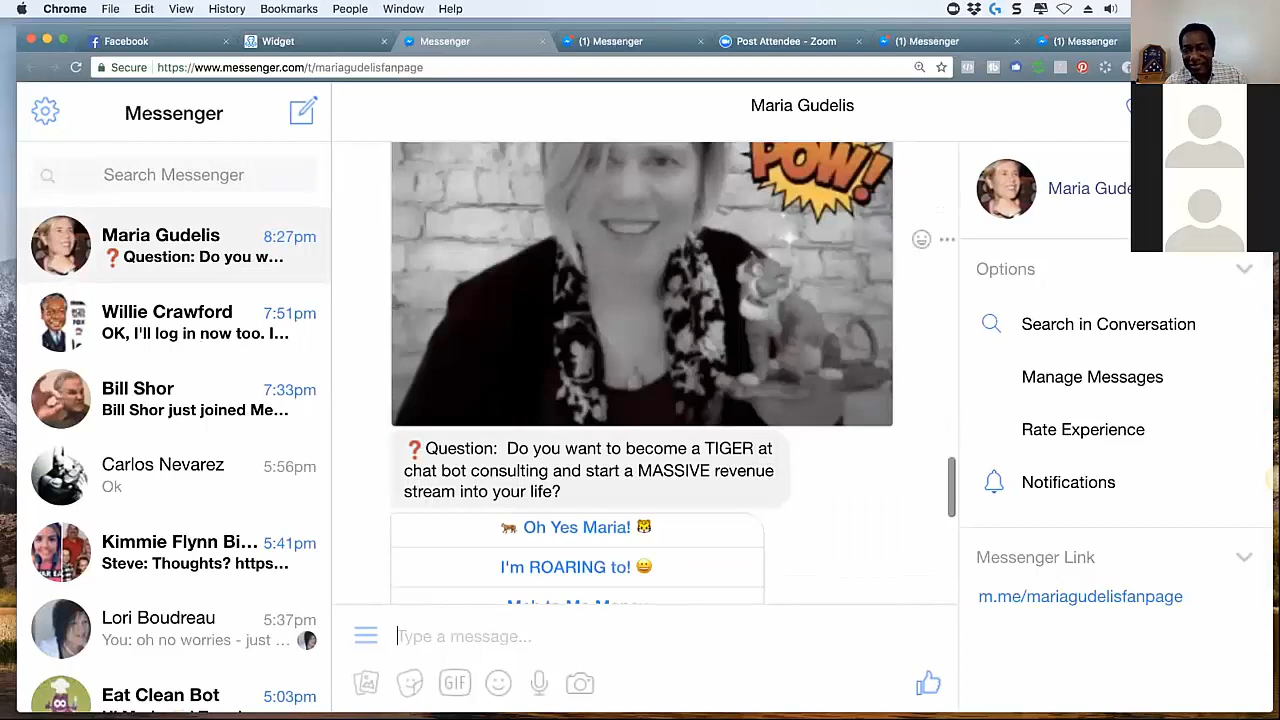 Chrome File Edit View History Bookmarks People Window Help
Facebook
Widget
Messenger
(1) Messenger
Post Attendee - Zoom
(1) Messenger
(1) Messenger
Secure https://www.messenger.com/t/mariagudelisfanpage
Messenger
Search Messenger
Maria Gudelis 8:27pm
❓Question: Do you w...
Willie Crawford 7:51pm
OK, I'll log in now too. I...
Bill Shor 7:33pm
Bill Shor just joined Me...
Carlos Nevarez 5:56pm
Ok
Kimmie Flynn Bi... 5:41pm
Steve: Thoughts? https...
Lori Boudreau 5:37pm
You: oh no worries - just ...
Eat Clean Bot 5:03pm
Maria Gudelis
POW!
❓Question: Do you want to become a TIGER at
chat bot consulting and start a MASSIVE revenue
stream into your life?
🐅 Oh Yes Maria! 🐯
I'm ROARING to! 😀
Type a message...
GIF
Maria Gude
Options
Search in Conversation
Manage Messages
Rate Experience
Notifications
Messenger Link
m.me/mariagudelisfanpage